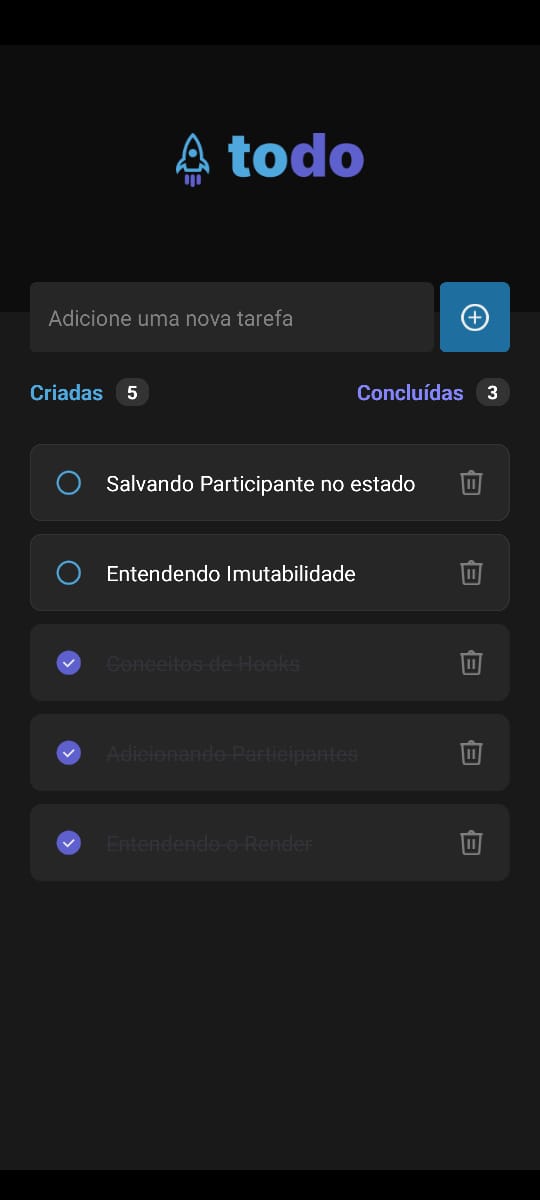 todo
Adicione uma nova tarefa
Criadas 5 Concluídas 3
Salvando Participante no estado
Entendendo Imutabilidade
Conceitos de Hooks
Adicionando Participantes
Entendendo o Render